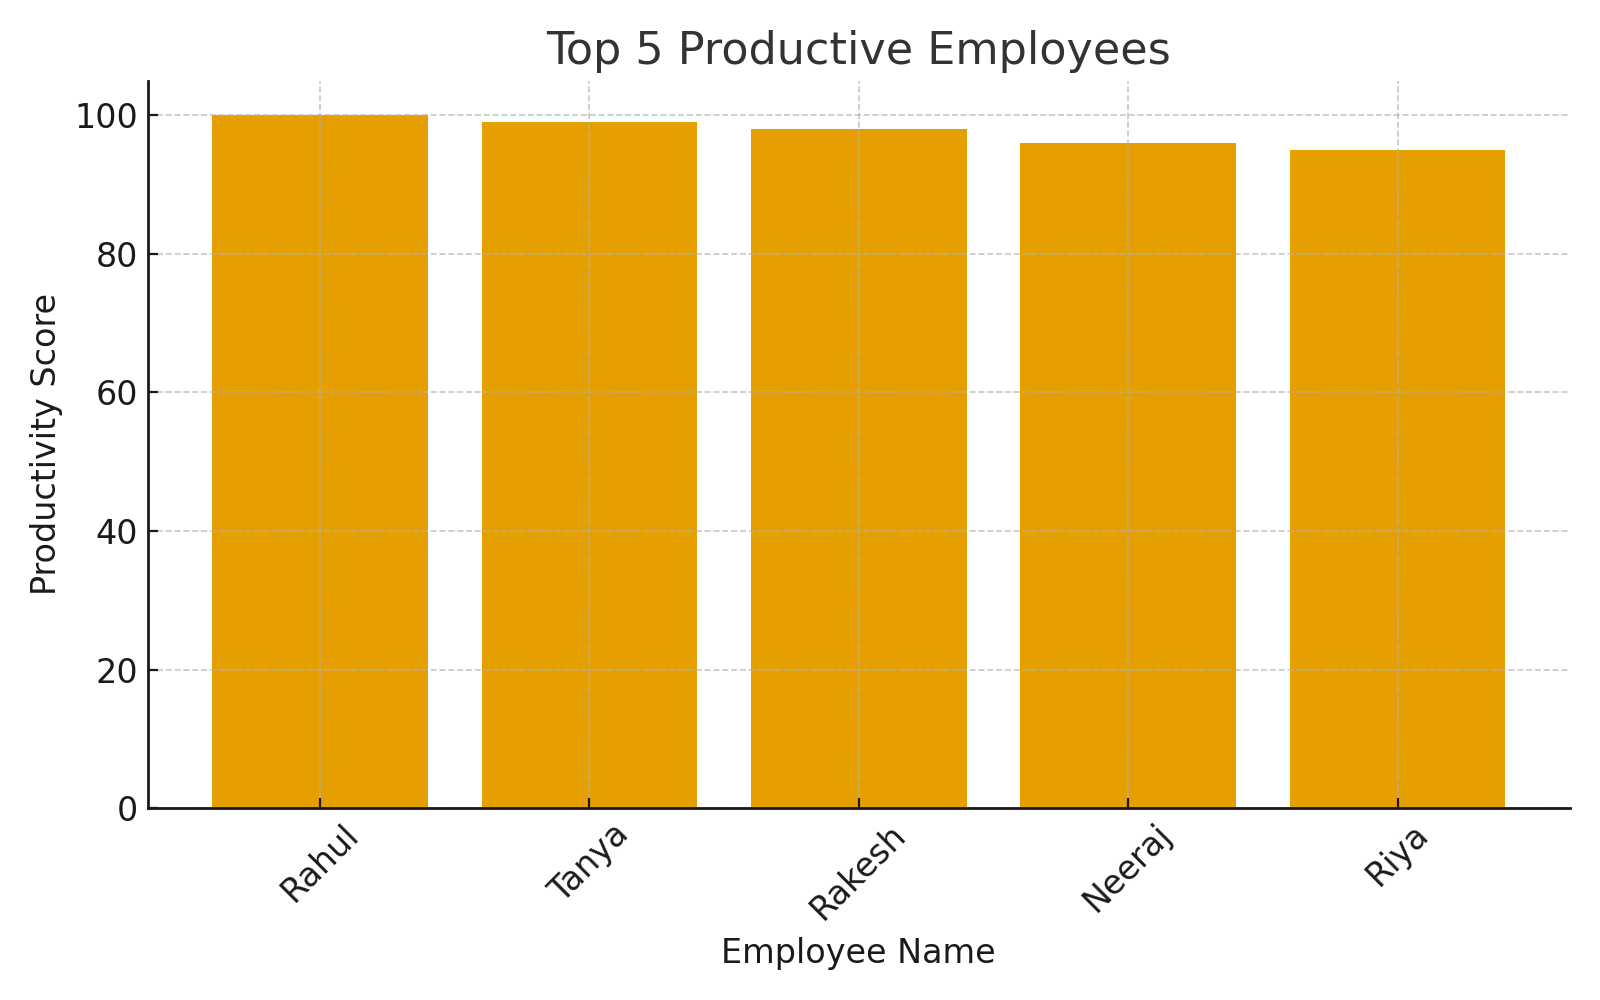 Top 5 Productive Employees
Productivity Score
100
80
60
40
20
0
Rahul
Tanya
Rakesh
Neeraj
Riya
Employee Name